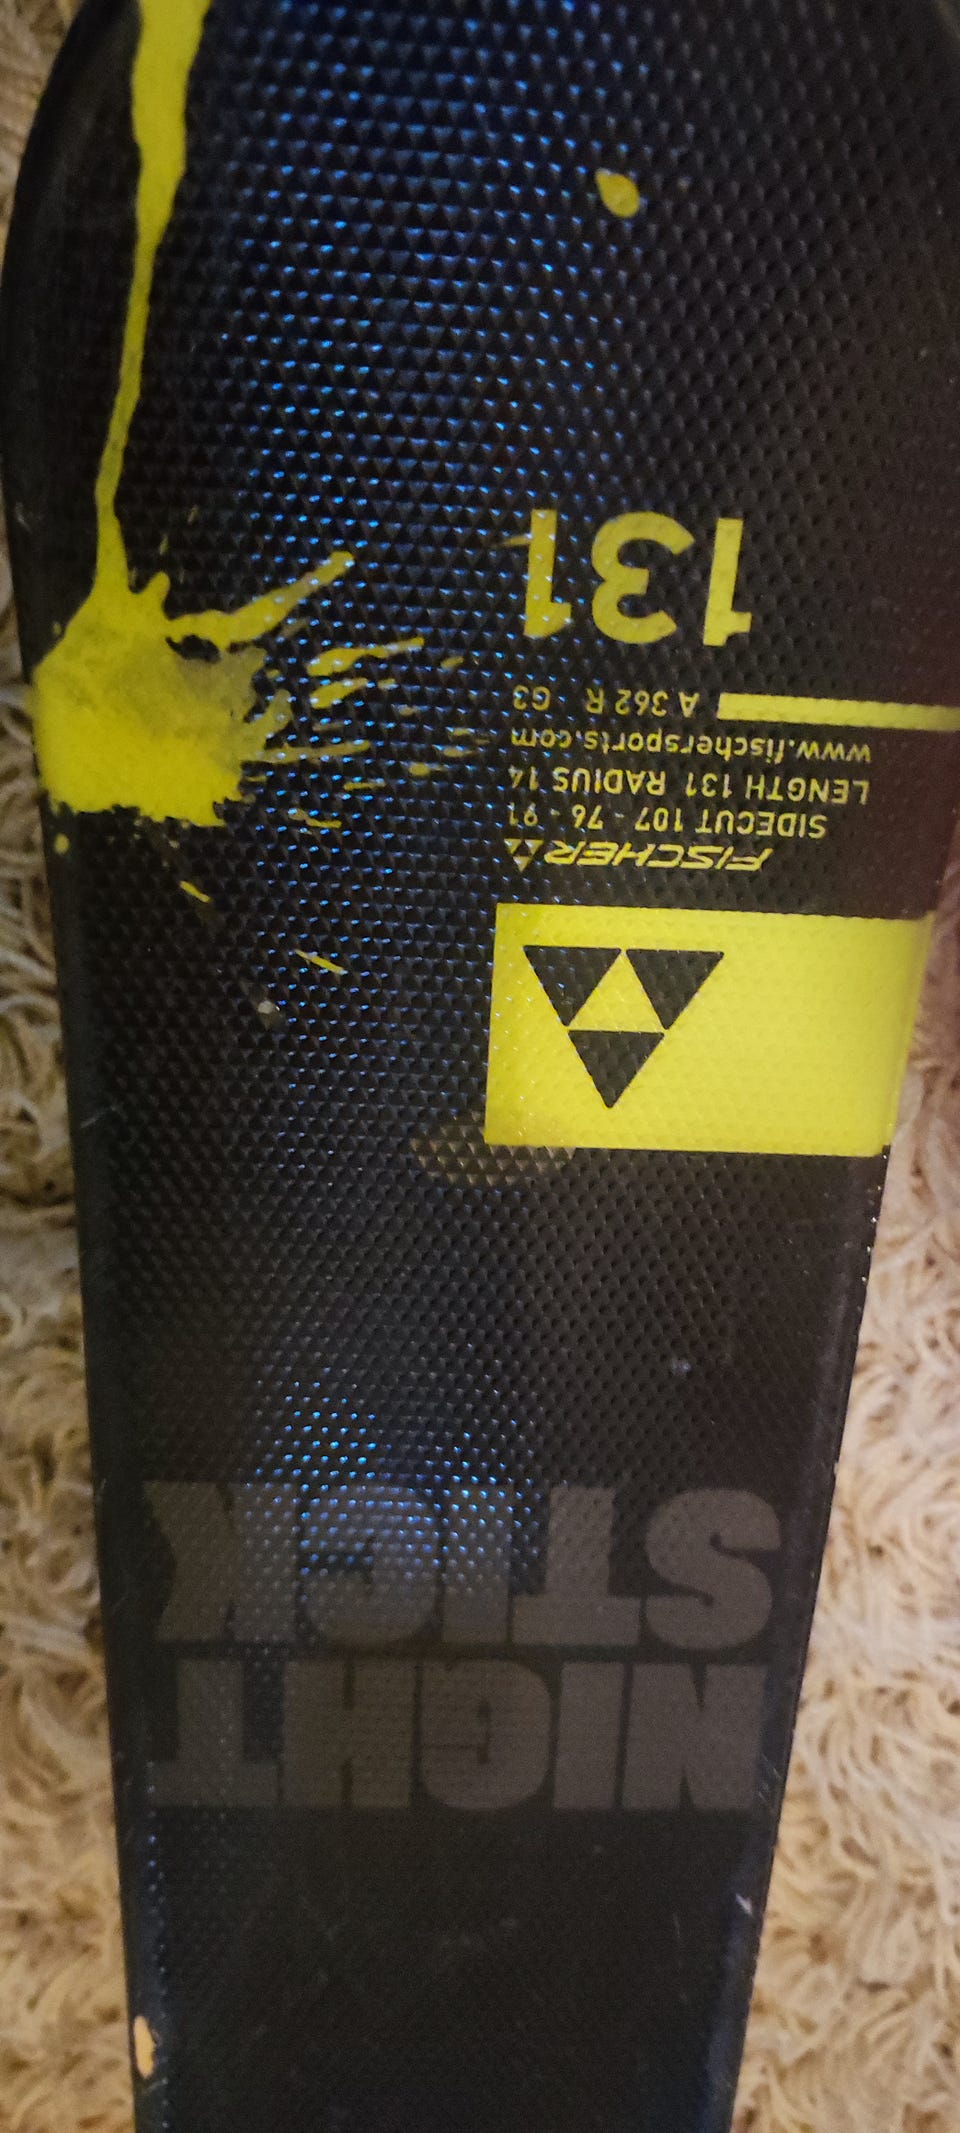 NIGHT
STICK
FISCHER
SIDECUT 107 - 76 - 91
LENGTH 131 RADIUS 14
www.fischersports.com
A 362 R G3
131